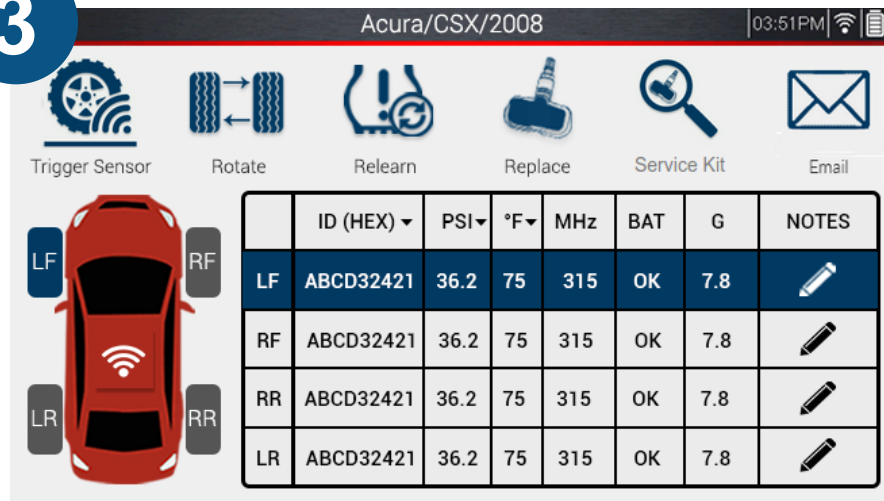 3
Acura/CSX/2008 03:51PM
Trigger Sensor Rotate Relearn Replace Service Kit Email
ID (HEX) PSI °F MHz BAT G NOTES
LF RF
LF ABCD32421 36.2 75 315 OK 7.8
RF ABCD32421 36.2 75 315 OK 7.8
RR ABCD32421 36.2 75 315 OK 7.8
LR RR
LR ABCD32421 36.2 75 315 OK 7.8